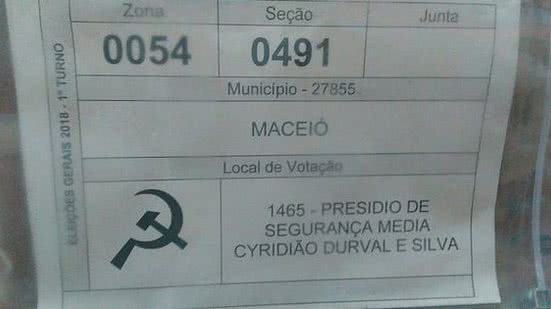 ELEIÇÕES GERAIS 2018 - 1º TURNO
Zona Seção Junta
0054 0491
Município - 27855
MACEIÓ
Local de Votação
1465 - PRESIDIO DE
SEGURANÇA MEDIA
CYRIDIÃO DURVAL E SILVA